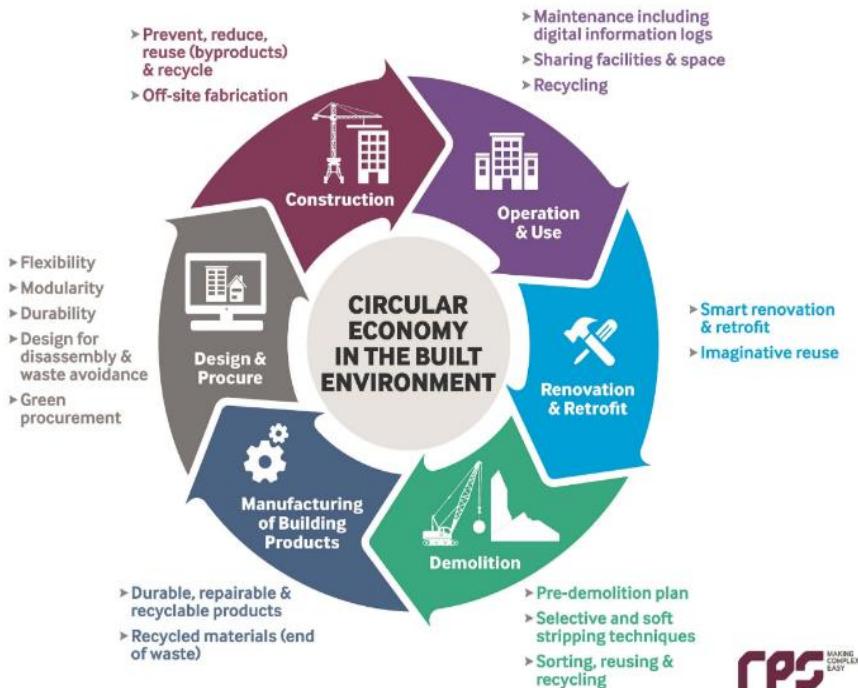 ➤ Prevent, reduce,
reuse (byproducts)
& recycle
➤ Off-site fabrication
➤ Maintenance including
digital information logs
➤ Sharing facilities & space
➤ Recycling
Construction
Operation
& Use
➤ Flexibility
➤ Modularity
➤ Durability
➤ Design for
disassembly &
waste avoidance
➤ Green
procurement
Design &
Procure
CIRCULAR
ECONOMY
IN THE BUILT
ENVIRONMENT
Renovation
& Retrofit
➤ Smart renovation
& retrofit
➤ Imaginative reuse
Manufacturing
of Building
Products
Demolition
➤ Durable, repairable &
recyclable products
➤ Recycled materials (end
of waste)
➤ Pre-demolition plan
➤ Selective and soft
stripping techniques
➤ Sorting, reusing &
recycling
rps
MAKING
COMPLEX
EASY